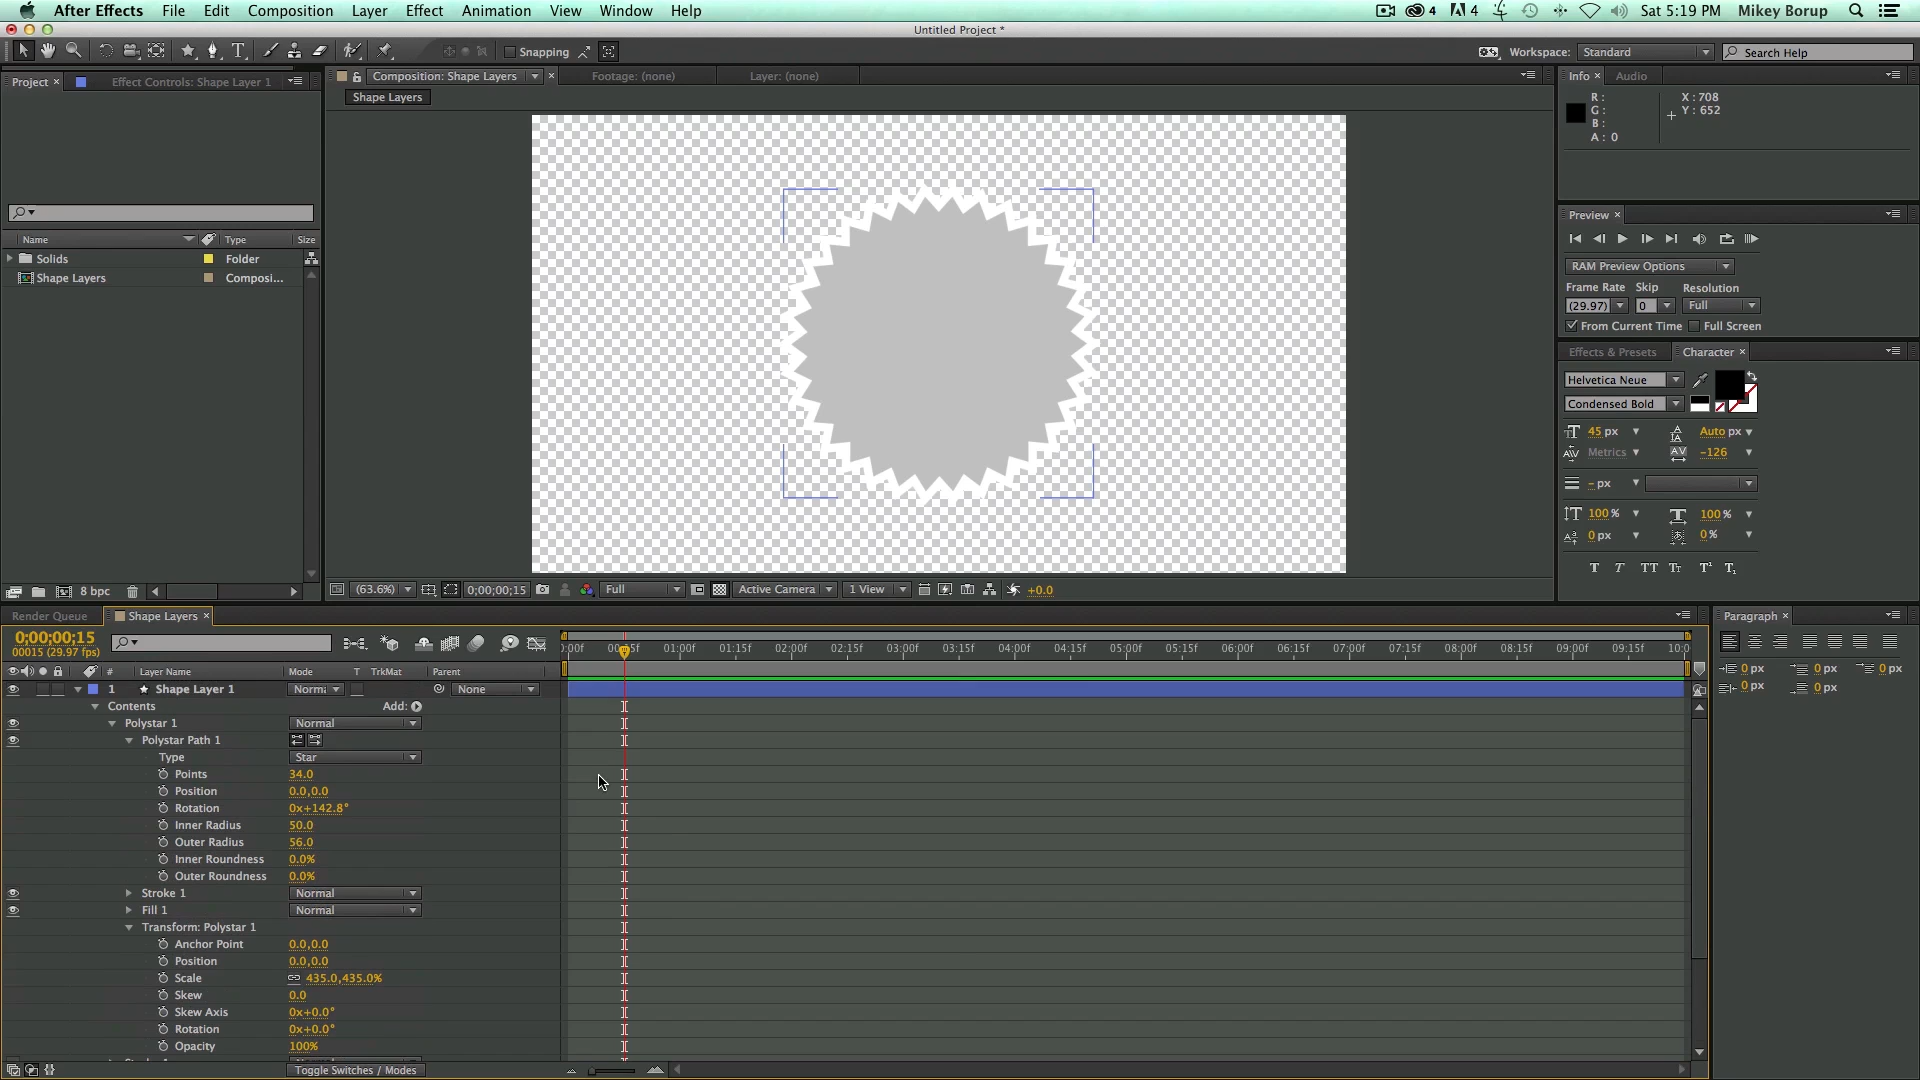 After Effects File Edit Composition Layer Effect Animation View Window Help 4 4 Sat 5:19 PM Mikey Borup
Untitled Project *
Snapping Workspace: Standard Search Help
Project × Effect Controls: Shape Layer 1 Composition: Shape Layers × Footage: (none) Layer: (none) Info × Audio
Shape Layers
R: X: 708
G: Y: 652
B:
A: 0
Preview ×
Name Type Size
Solids Folder
Shape Layers Composi...
RAM Preview Options
Frame Rate Skip Resolution
(29.97) 0 Full
From Current Time Full Screen
Effects & Presets Character ×
Helvetica Neue
Condensed Bold
45 px Auto px
Metrics -126
- px
100 % 100 %
0 px 0 %
T T TT Tt T¹ T₁
8 bpc (63.6%) 0;00;00;15 Full Active Camera 1 View +0.0
Render Queue Shape Layers × Paragraph ×
0;00;00;15
00015 (29.97 fps)
):00f 00:15f 01:00f 01:15f 02:00f 02:15f 03:00f 03:15f 04:00f 04:15f 05:00f 05:15f 06:00f 06:15f 07:00f 07:15f 08:00f 08:15f 09:00f 09:15f 10:0
# Layer Name Mode T TrkMat Parent
0 px 0 px 0 px
0 px 0 px
1 Shape Layer 1 Norma None
Contents Add:
Polystar 1 Normal
Polystar Path 1
Type Star
Points 34.0
Position 0.0,0.0
Rotation 0x+142.8°
Inner Radius 50.0
Outer Radius 56.0
Inner Roundness 0.0%
Outer Roundness 0.0%
Stroke 1 Normal
Fill 1 Normal
Transform: Polystar 1
Anchor Point 0.0,0.0
Position 0.0,0.0
Scale 435.0,435.0%
Skew 0.0
Skew Axis 0x+0.0°
Rotation 0x+0.0°
Opacity 100%
Toggle Switches / Modes